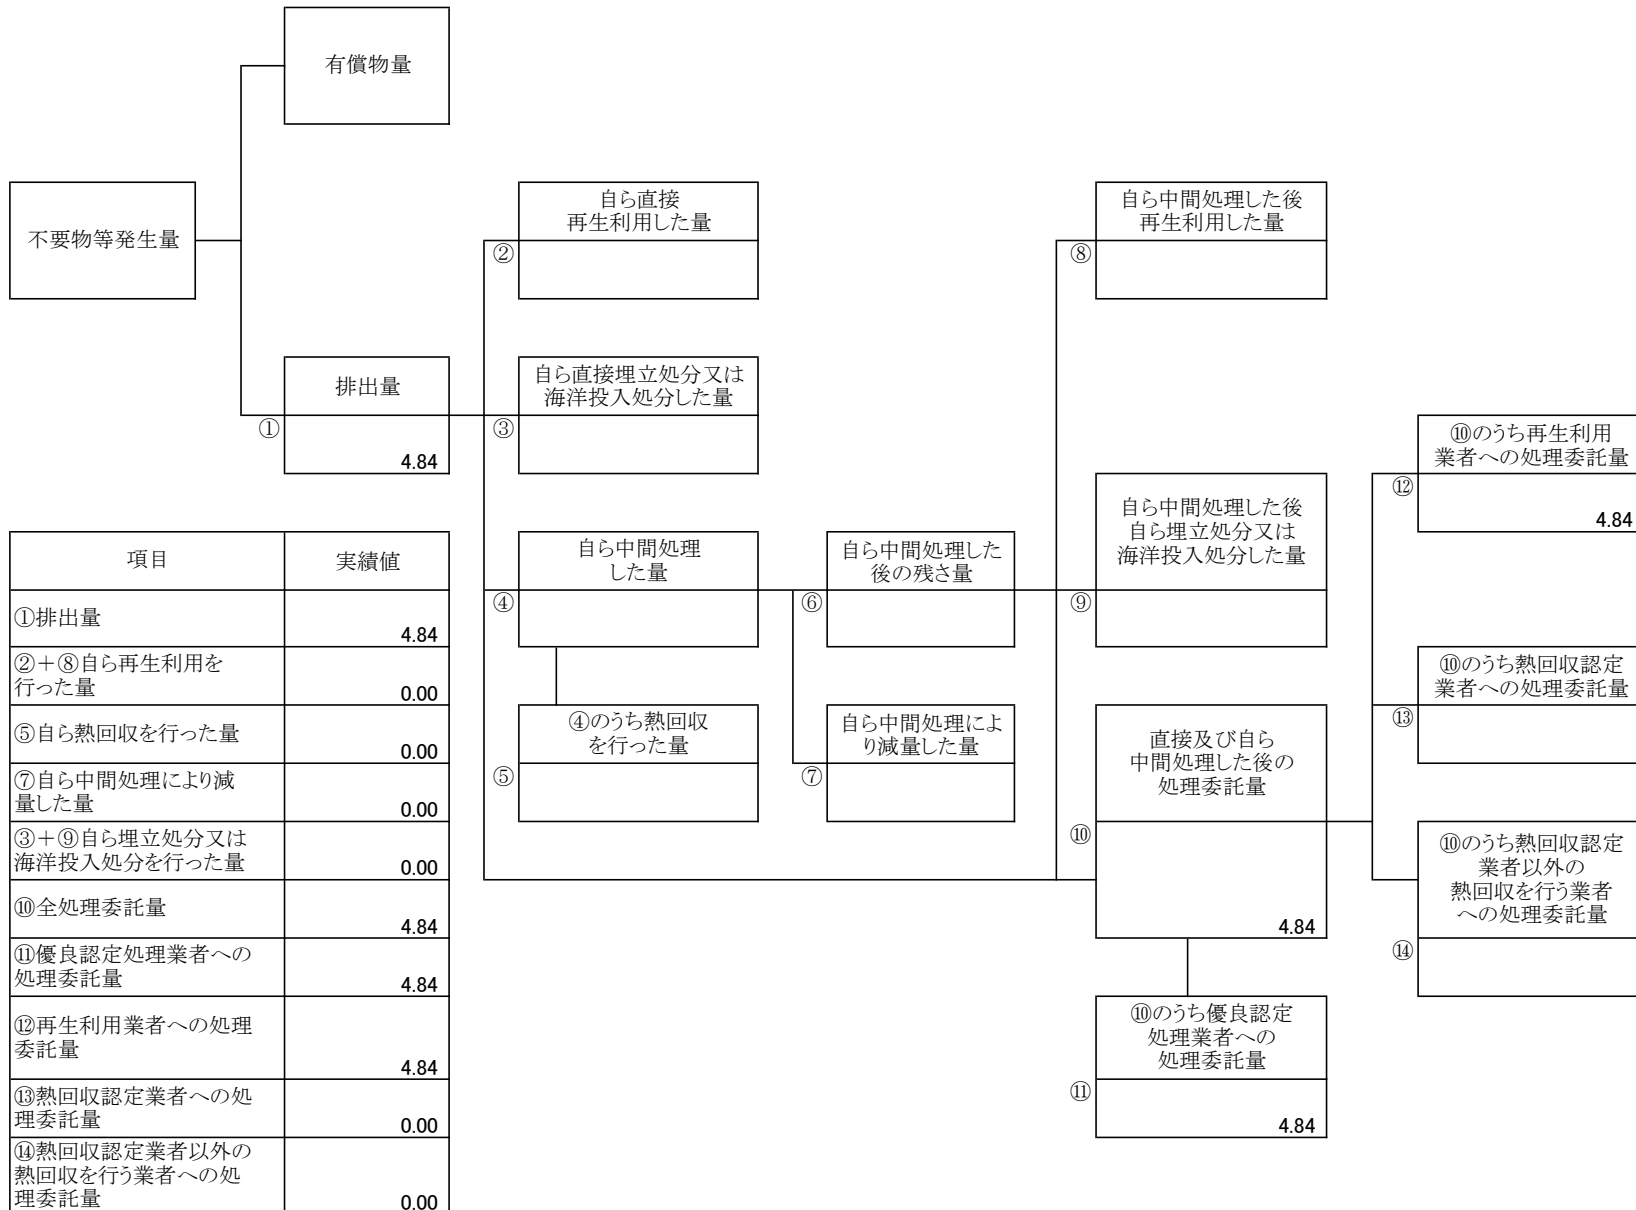 有償物量
不要物等発生量
自ら直接
再生利用した量
②
自ら中間処理した後
再生利用した量
⑧
排出量
①
4.84
自ら直接埋立処分又は
海洋投入処分した量
③
⑩のうち再生利用
業者への処理委託量
⑫
4.84
自ら中間処理した後
自ら埋立処分又は
海洋投入処分した量
⑨
自ら中間処理
した量
④
自ら中間処理した
後の残さ量
⑥
④のうち熱回収
を行った量
⑤
自ら中間処理によ
り減量した量
⑦
直接及び自ら
中間処理した後の
処理委託量
⑩
4.84
⑩のうち熱回収認定
業者への処理委託量
⑬
⑩のうち熱回収認定
業者以外の
熱回収を行う業者
への処理委託量
⑭
⑩のうち優良認定
処理業者への
処理委託量
⑪
4.84
項目 実績値
①排出量
4.84
②＋⑧自ら再生利用を
行った量
0.00
⑤自ら熱回収を行った量
0.00
⑦自ら中間処理により減
量した量
0.00
③＋⑨自ら埋立処分又は
海洋投入処分を行った量
0.00
⑩全処理委託量
4.84
⑪優良認定処理業者への
処理委託量
4.84
⑫再生利用業者への処理
委託量
4.84
⑬熱回収認定業者への処
理委託量
0.00
⑭熱回収認定業者以外の
熱回収を行う業者への処
理委託量
0.00